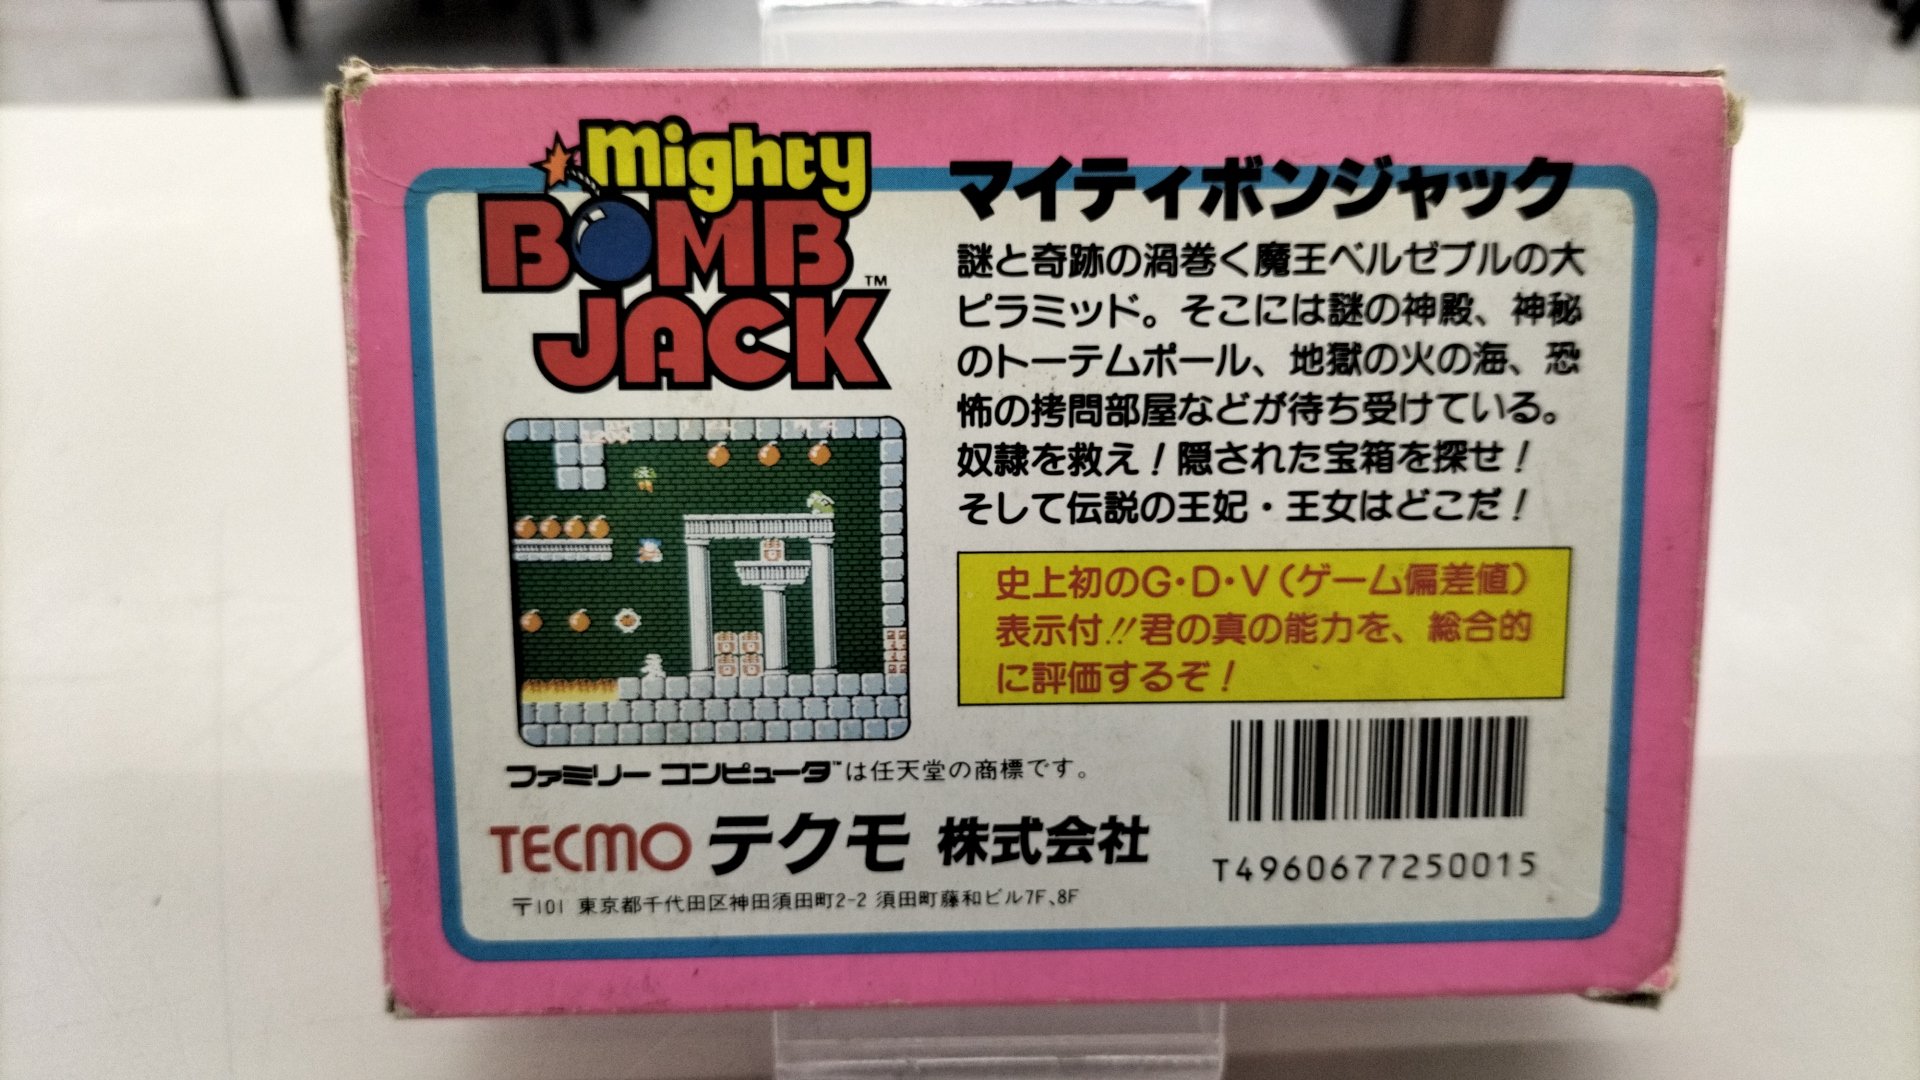 mighty
BOMB
JACK™
マイティボンジャック
謎と奇跡の渦巻く魔王ベルゼブルの大
ピラミッド。そこには謎の神殿、神秘
のトーテムポール、地獄の火の海、恐
怖の拷問部屋などが待ち受けている。
奴隷を救え！隠された宝箱を探せ！
そして伝説の王妃・王女はどこだ！
史上初のG・D・V（ゲーム偏差値）
表示付!!君の真の能力を、総合的
に評価するぞ！
ファミリーコンピュータ™は任天堂の商標です。
TECMO テクモ 株式会社
〒101 東京都千代田区神田須田町2-2 須田町藤和ビル7F、8F
T4960677250015